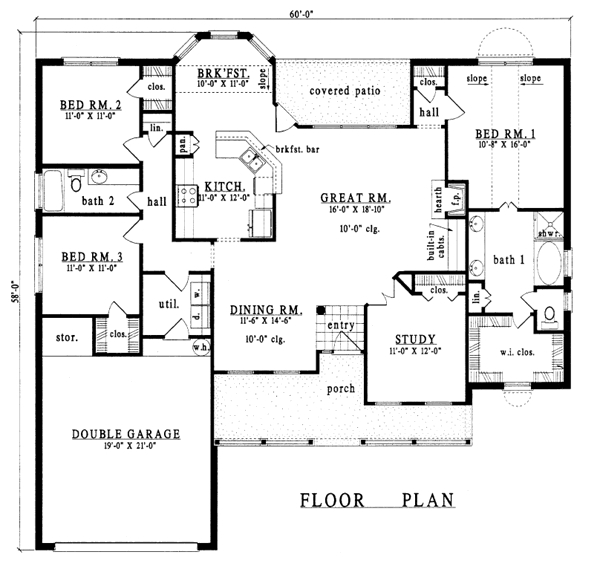 60'-0"
58'-0"
BRK'FST.
10'-0" X 11'-0"
slope
covered patio
clos.
hall
slope
slope
BED RM. 1
10'-8" X 16'-0"
BED RM. 2
11'-0" X 11'-0"
clos.
lin.
pan.
brkfst. bar
KITCH.
11'-0" X 12'-0"
GREAT RM.
16'-0" X 18'-10"
10'-0" clg.
hearth
f.p.
built-in
cabts.
bath 2
hall
BED RM. 3
11'-0" X 11'-0"
bath 1
shwr.
lin.
w.i. clos.
util.
w.
d.
w.h.
DINING RM.
11'-6" X 14'-6"
10'-0" clg.
entry
clos.
STUDY
11'-0" X 12'-0"
stor.
clos.
porch
DOUBLE GARAGE
19'-0" X 21'-0"
FLOOR PLAN